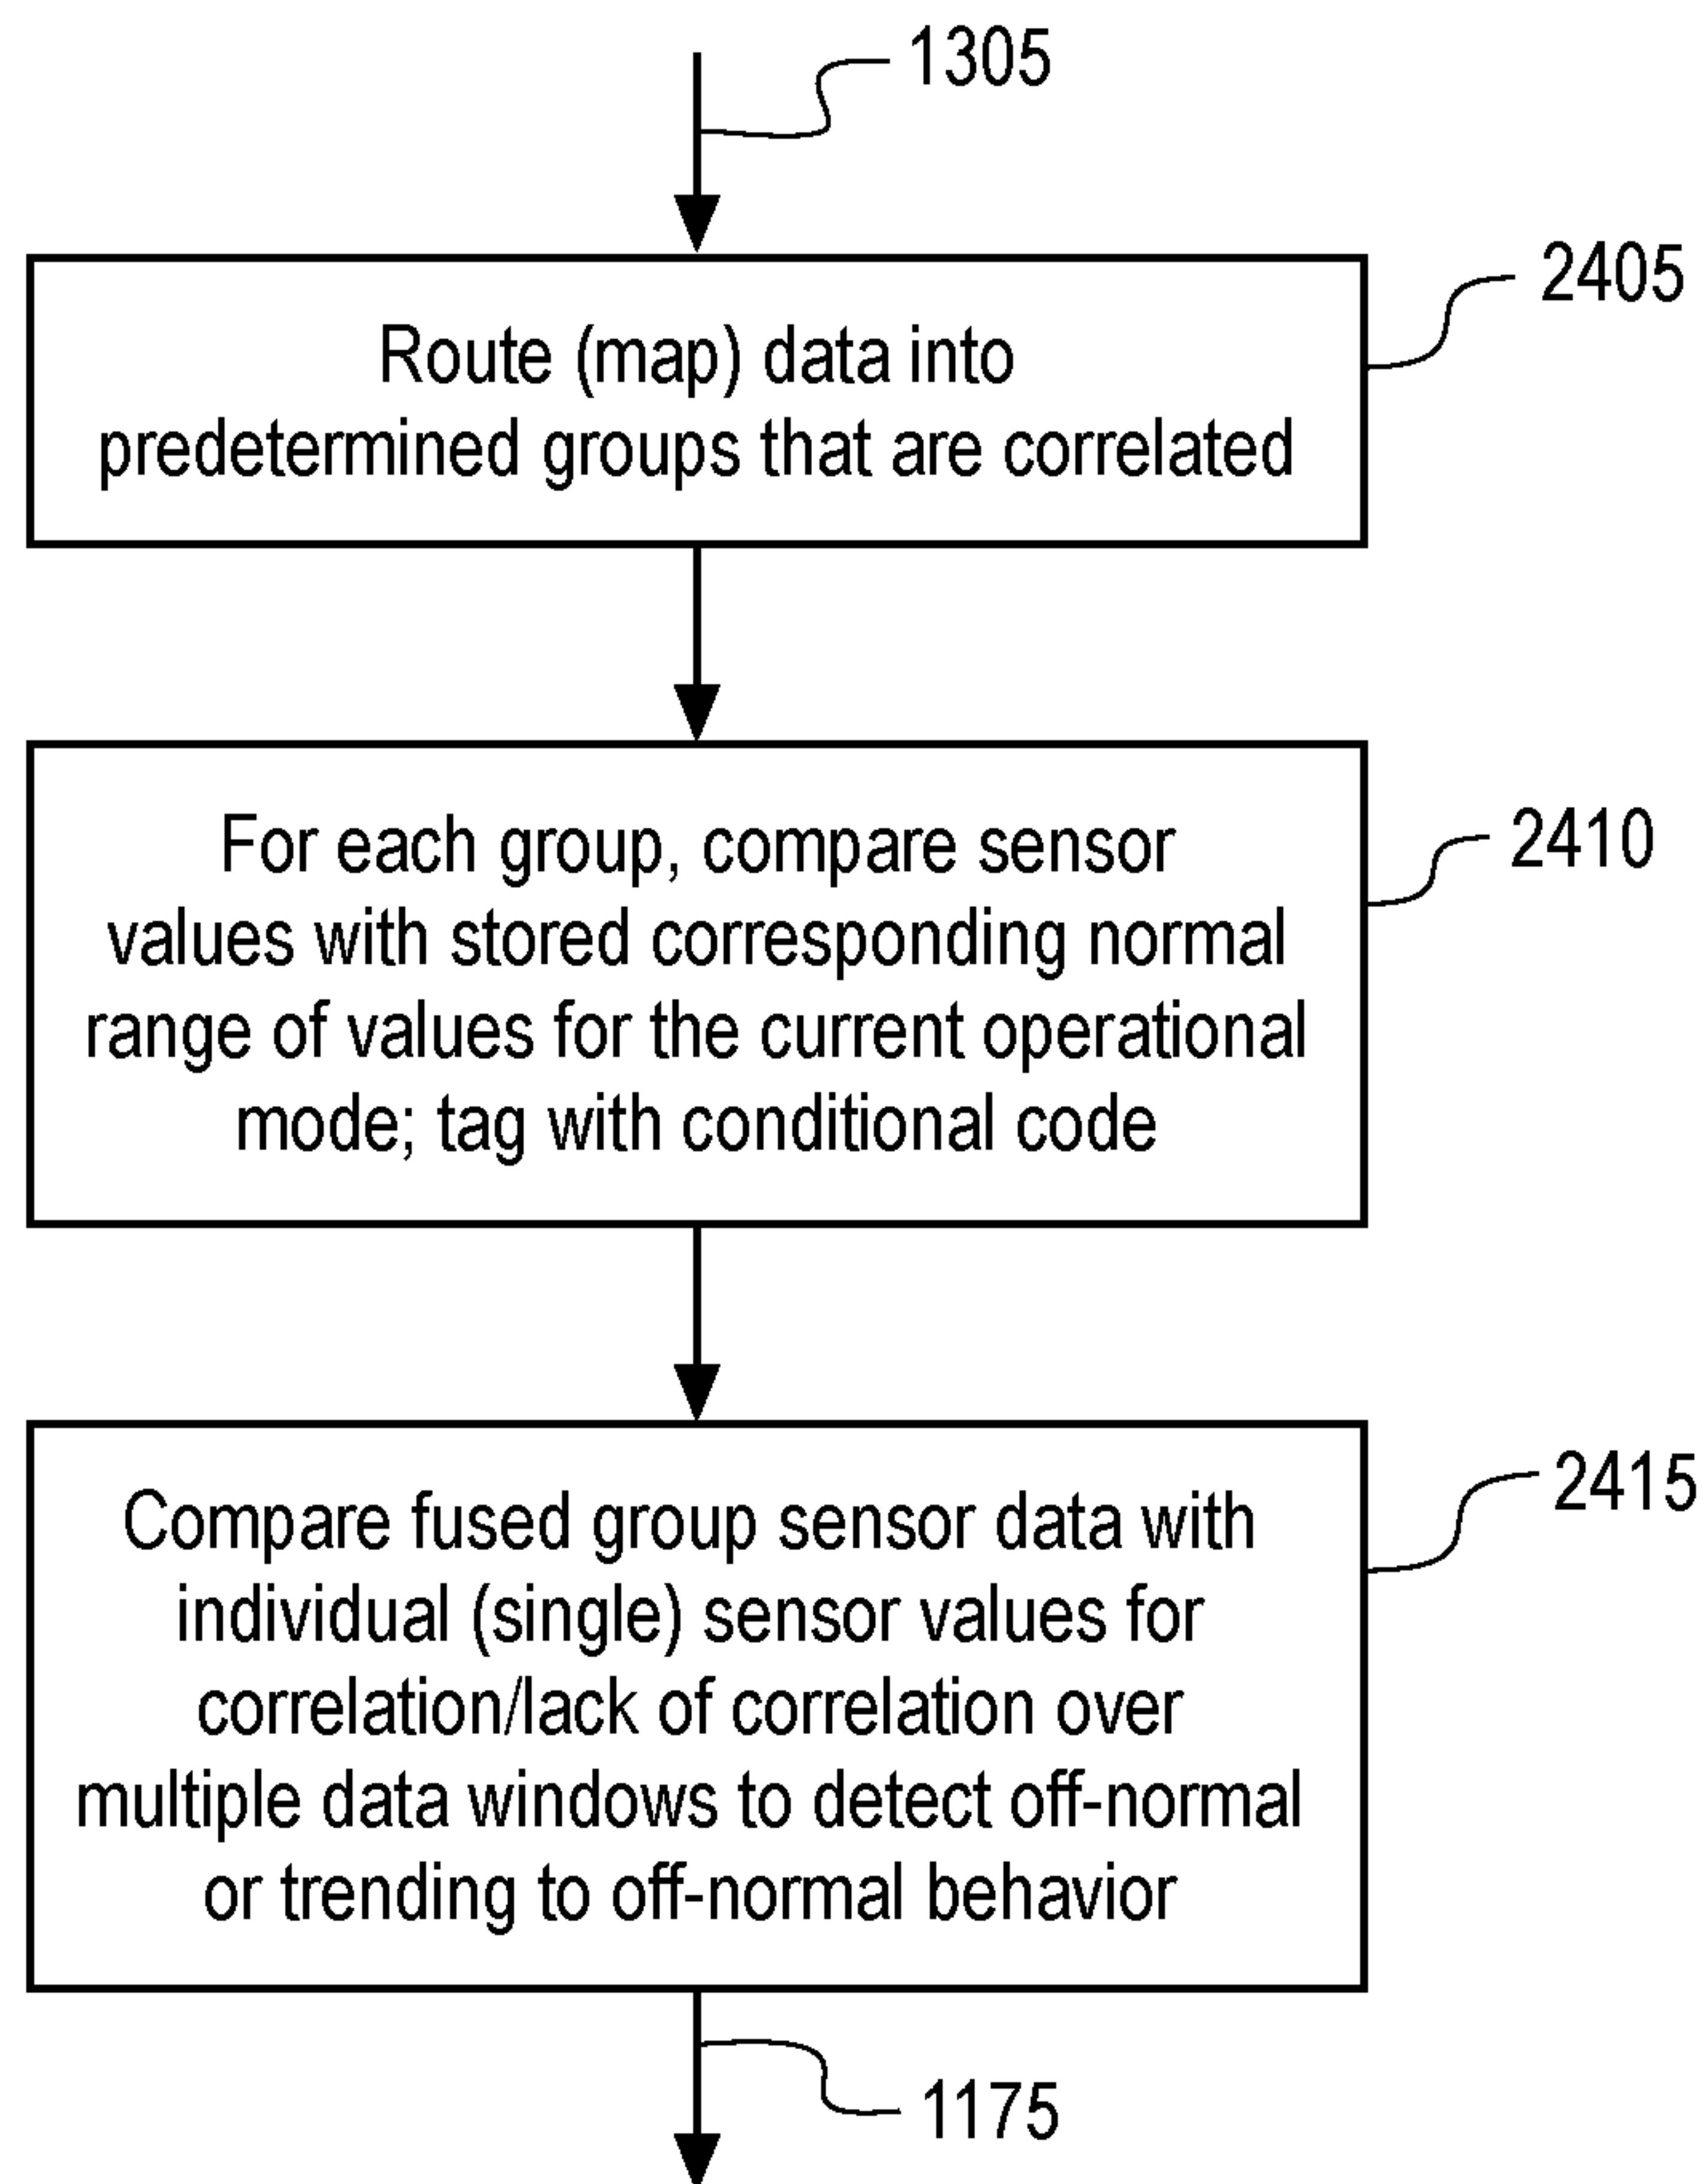 1305
2405
Route (map) data into
predetermined groups that are correlated
2410
For each group, compare sensor
values with stored corresponding normal
range of values for the current operational
mode; tag with conditional code
2415
Compare fused group sensor data with
individual (single) sensor values for
correlation/lack of correlation over
multiple data windows to detect off-normal
or trending to off-normal behavior
1175